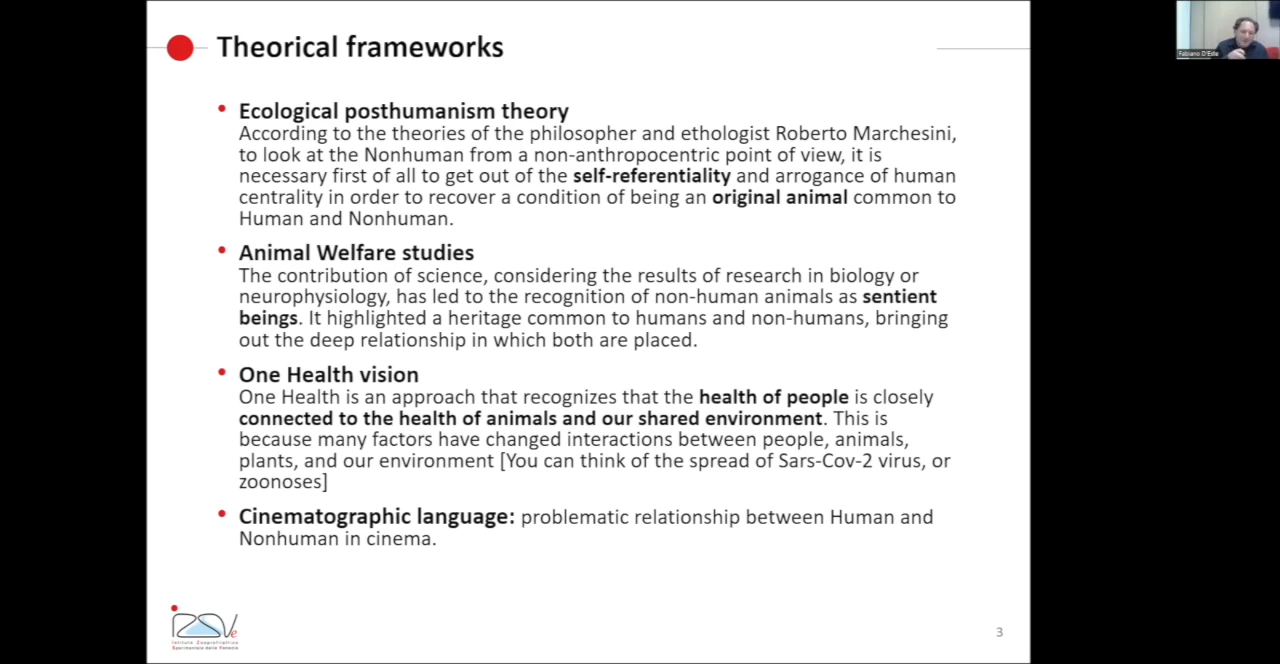 Theorical frameworks
Fabiano D'Este
• Ecological posthumanism theory
According to the theories of the philosopher and ethologist Roberto Marchesini,
to look at the Nonhuman from a non-anthropocentric point of view, it is
necessary first of all to get out of the self-referentiality and arrogance of human
centrality in order to recover a condition of being an original animal common to
Human and Nonhuman.
• Animal Welfare studies
The contribution of science, considering the results of research in biology or
neurophysiology, has led to the recognition of non-human animals as sentient
beings. It highlighted a heritage common to humans and non-humans, bringing
out the deep relationship in which both are placed.
• One Health vision
One Health is an approach that recognizes that the health of people is closely
connected to the health of animals and our shared environment. This is
because many factors have changed interactions between people, animals,
plants, and our environment [You can think of the spread of Sars-Cov-2 virus, or
zoonoses]
• Cinematographic language: problematic relationship between Human and
Nonhuman in cinema.
IZSVe
Istituto Zooprofilattico
Sperimentale delle Venezie
3